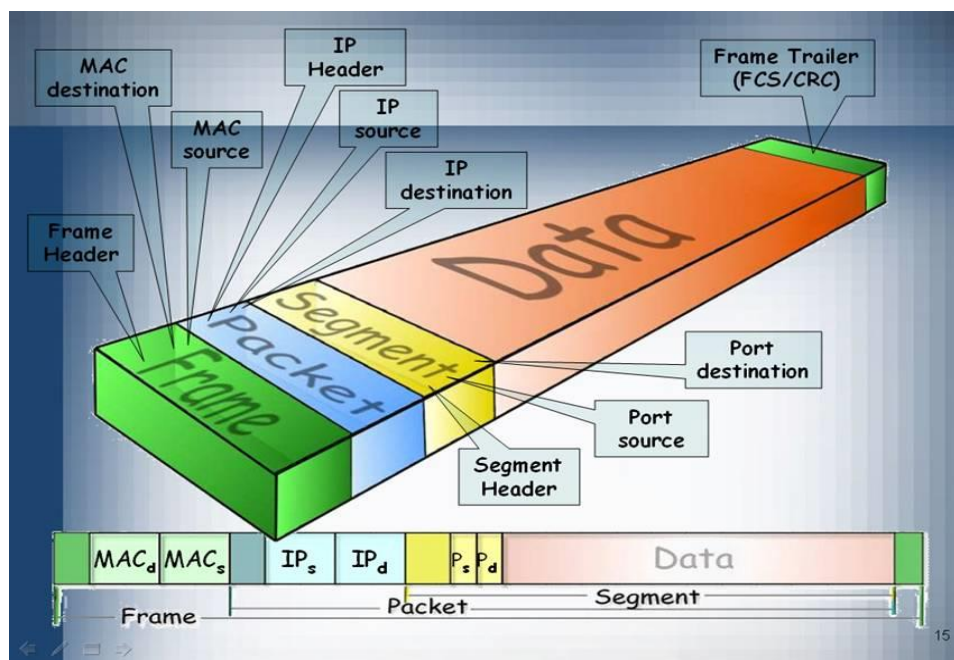 IP
Header
Frame Trailer
(FCS/CRC)
MAC
destination
IP
source
MAC
source
IP
destination
Frame
Header
Data
Segment
Packet
Frame
Port
destination
Port
source
Segment
Header
MACd MACs IPs IPd Ps Pd Data
Segment
Packet
Frame
15